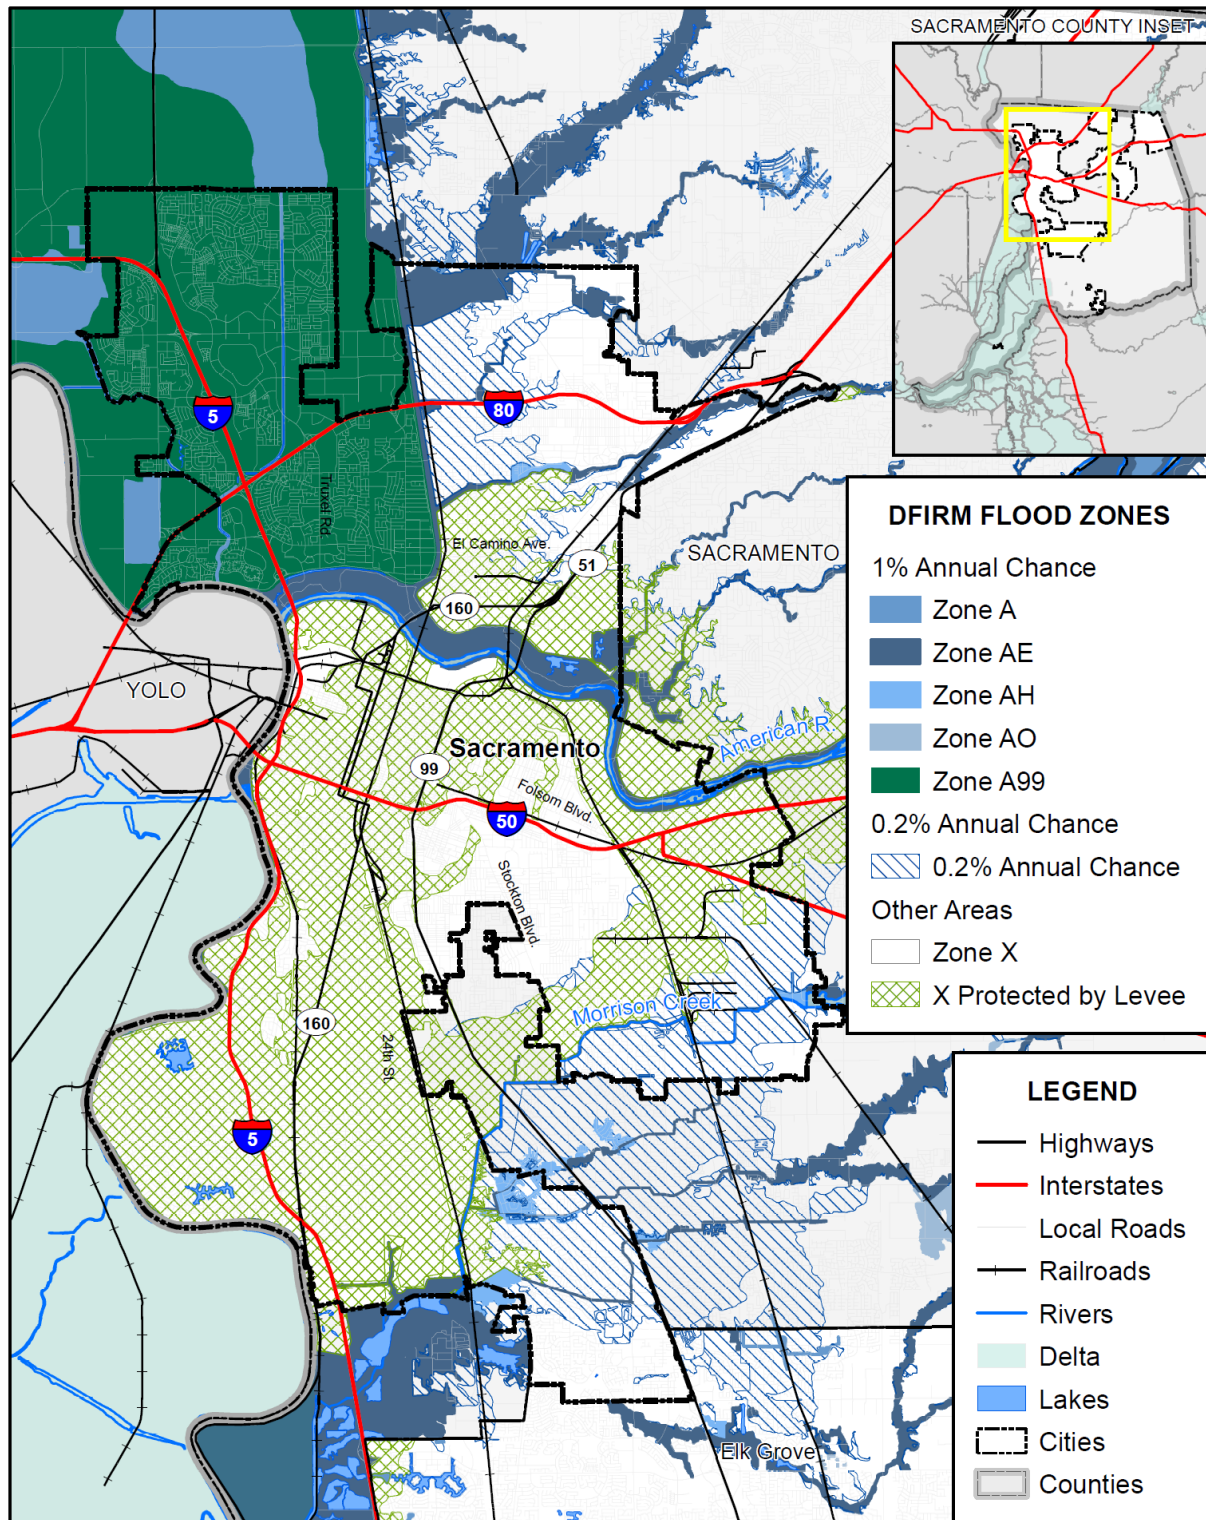 SACRAMENTO COUNTY INSET
5
80
Truxel Rd.
El Camino Ave.
51
SACRAMENTO
160
YOLO
American R.
Sacramento
99
Folsom Blvd.
50
Stockton Blvd.
Morrison Creek
160
24th St.
5
Elk Grove
DFIRM FLOOD ZONES
1% Annual Chance
Zone A
Zone AE
Zone AH
Zone AO
Zone A99
0.2% Annual Chance
0.2% Annual Chance
Other Areas
Zone X
X Protected by Levee
LEGEND
Highways
Interstates
Local Roads
Railroads
Rivers
Delta
Lakes
Cities
Counties